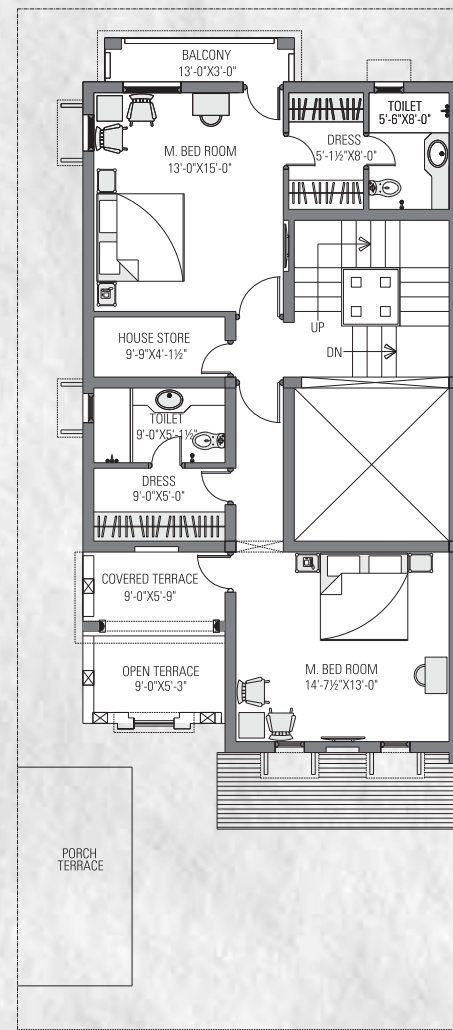 BALCONY
13'-0"X3'-0"
TOILET
5'-6"X8'-0"
DRESS
5'-1½"X8'-0"
M. BED ROOM
13'-0"X15'-0"
UP
HOUSE STORE
9'-9"X4'-1½"
DN
TOILET
9'-0"X5'-1½"
DRESS
9'-0"X5'-0"
COVERED TERRACE
9'-0"X5'-9"
OPEN TERRACE
9'-0"X5'-3"
M. BED ROOM
14'-7½"X13'-0"
PORCH
TERRACE